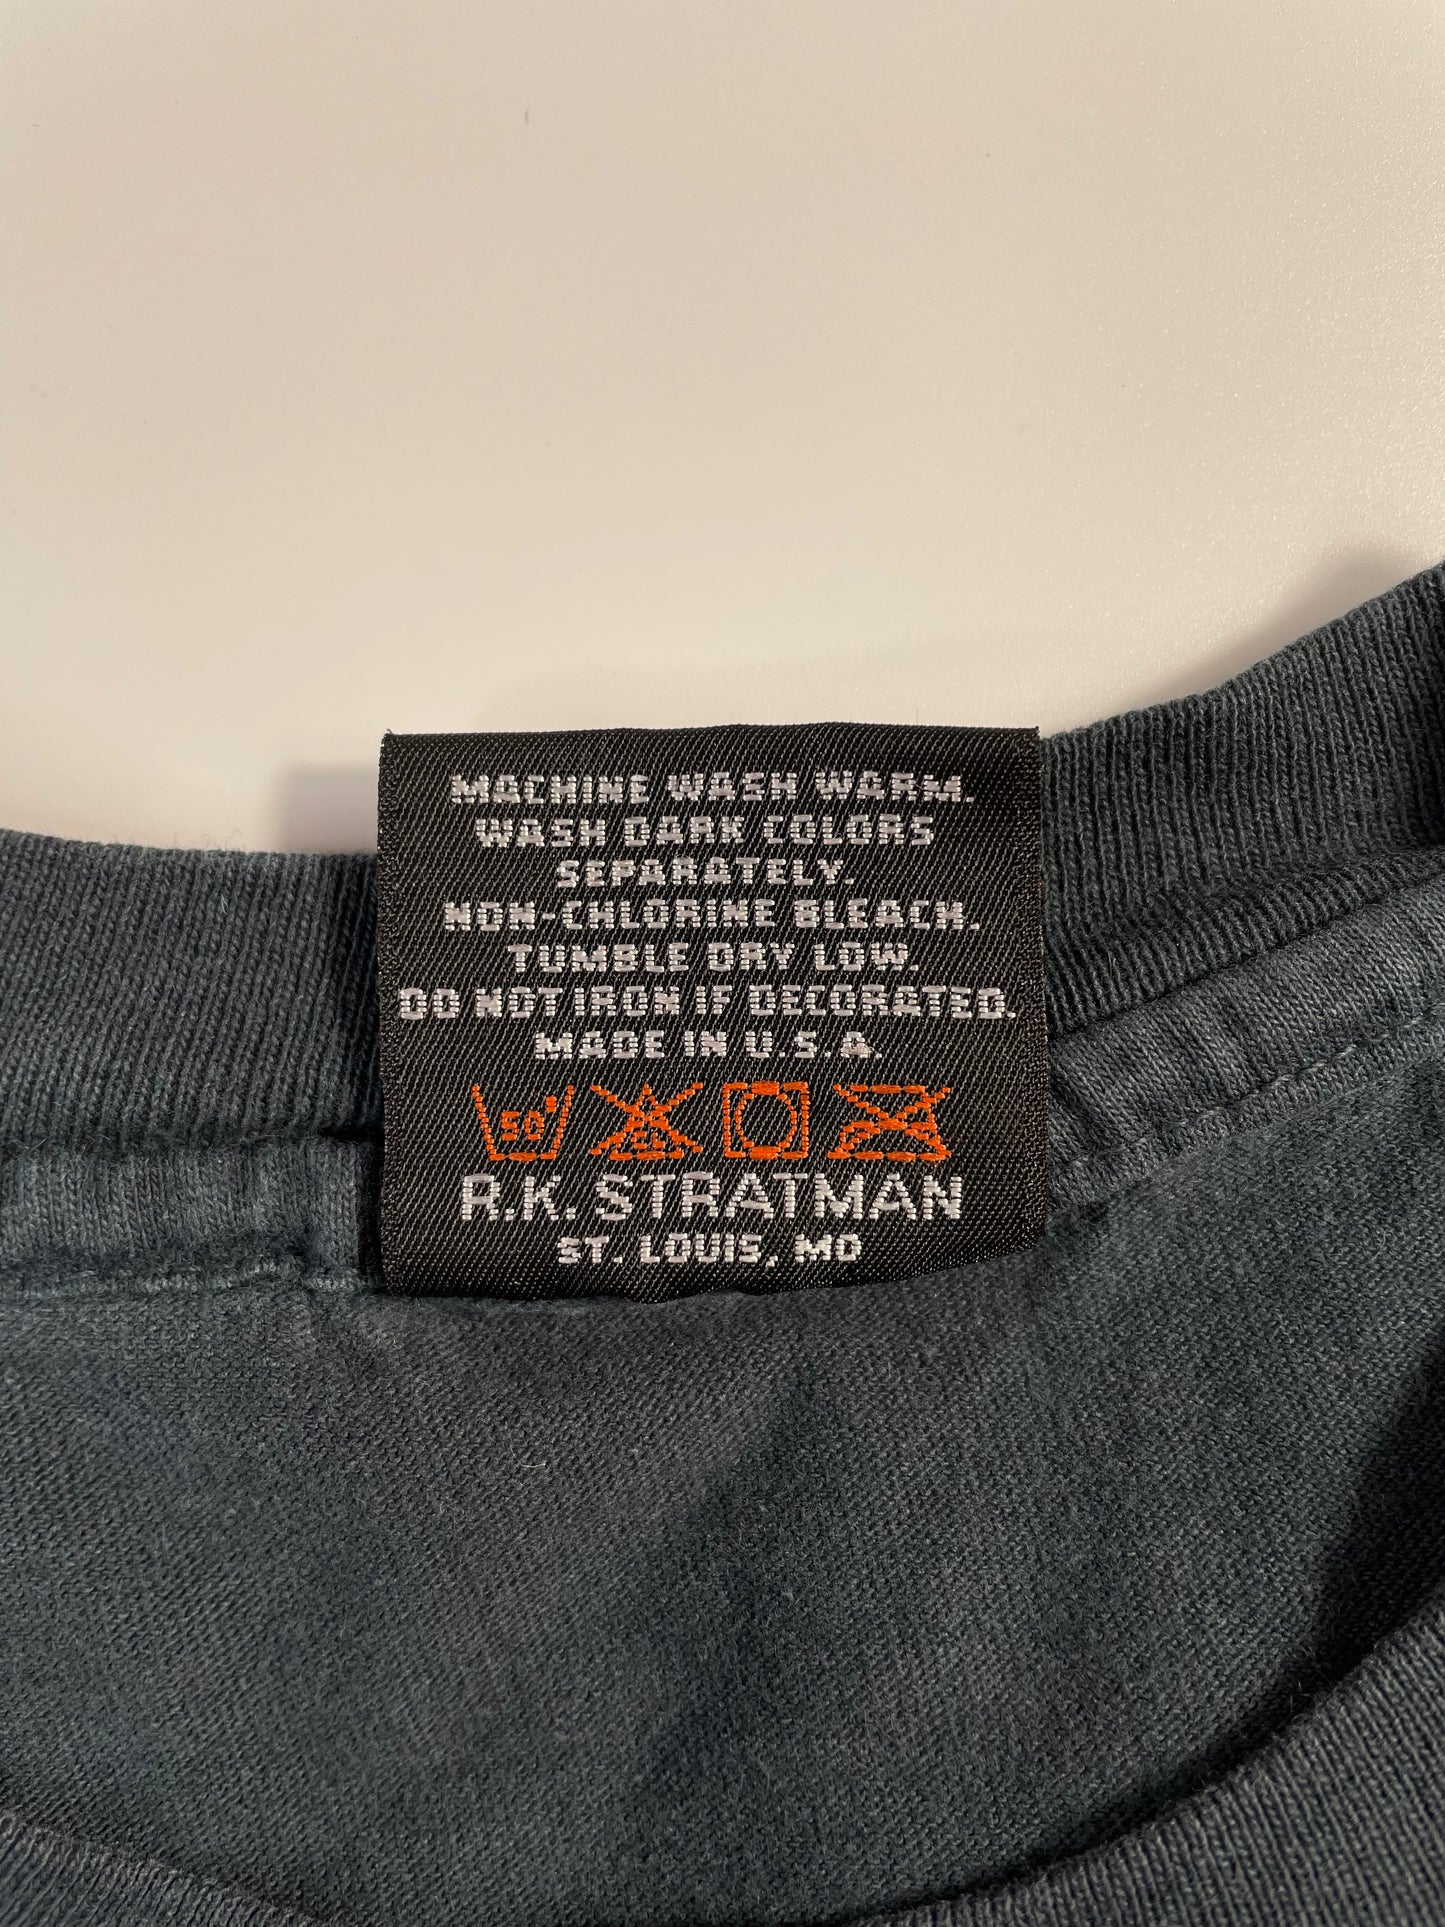 MACHINE WASH WARM.
WASH DARK COLORS
SEPARATELY.
NON-CHLORINE BLEACH.
TUMBLE DRY LOW.
DO NOT IRON IF DECORATED.
MADE IN U.S.A.
50° CL
R.K. STRATMAN
ST. LOUIS, MO